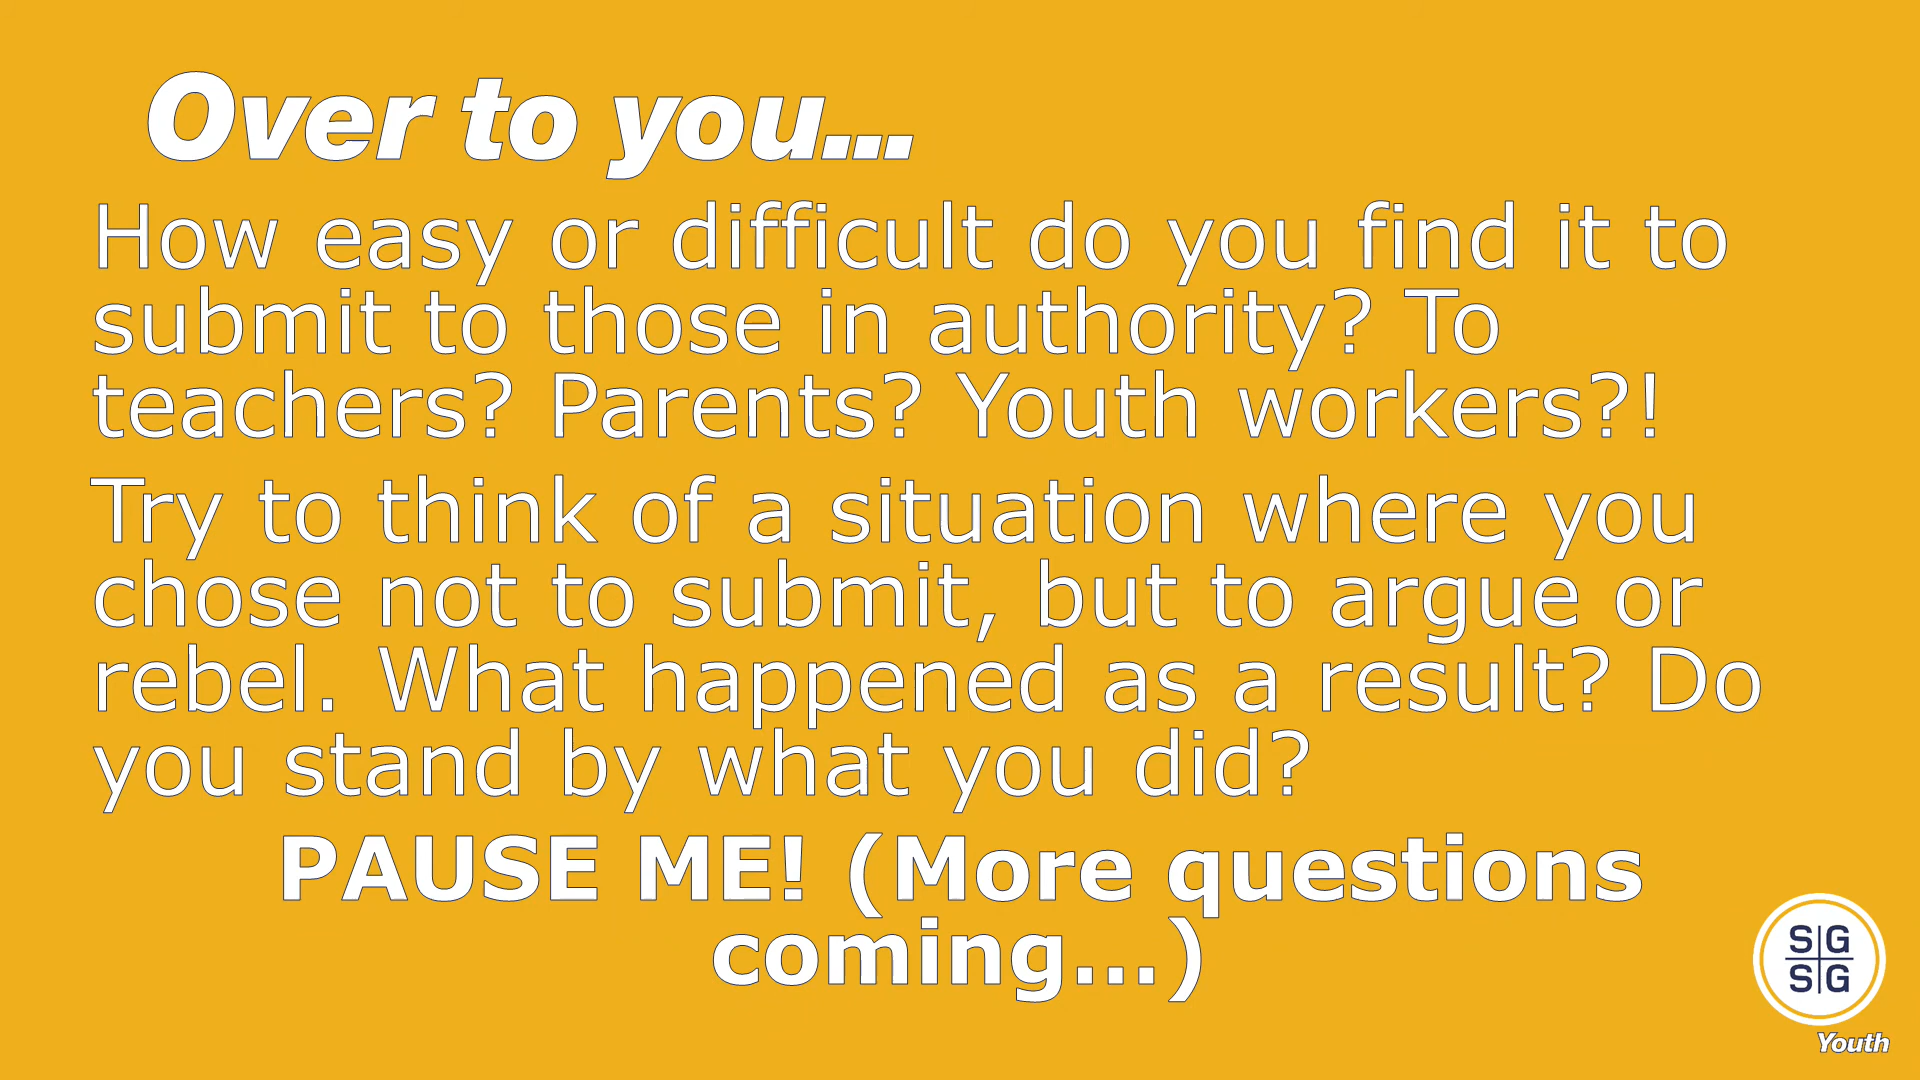 Over to you...
How easy or difficult do you find it to
submit to those in authority? To
teachers? Parents? Youth workers?!
Try to think of a situation where you
chose not to submit, but to argue or
rebel. What happened as a result? Do
you stand by what you did?
PAUSE ME! (More questions
coming...)
S|G
S|G
Youth